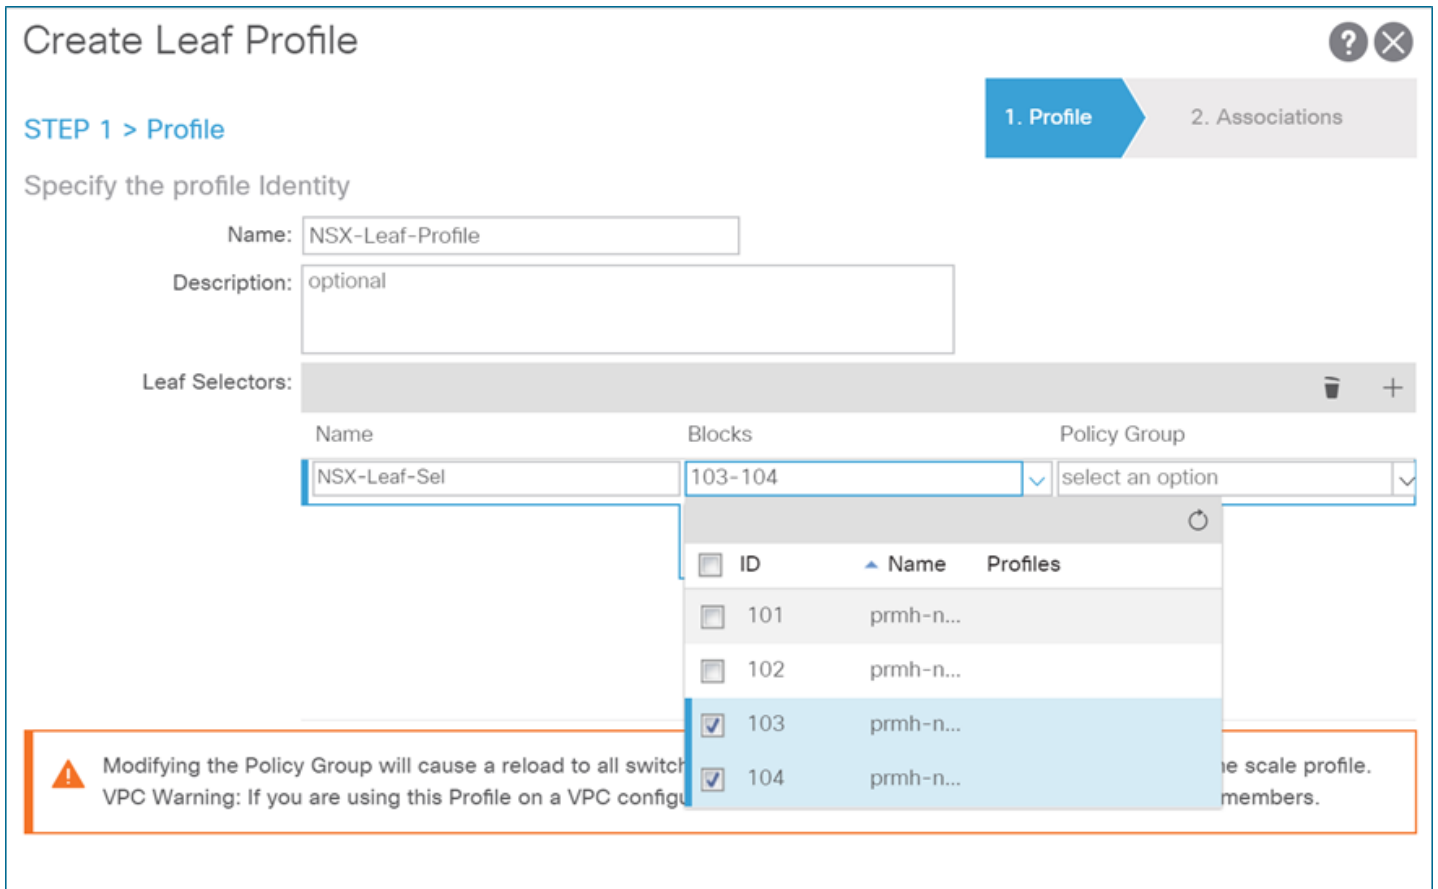 Create Leaf Profile
?
1. Profile
2. Associations
STEP 1 > Profile
Specify the profile Identity
Name: NSX-Leaf-Profile
Description: optional
Leaf Selectors:
Name Blocks Policy Group
NSX-Leaf-Sel 103-104 select an option
ID Name Profiles
101 prmh-n...
102 prmh-n...
103 prmh-n...
104 prmh-n...
Modifying the Policy Group will cause a reload to all scale profile.
VPC Warning: If you are using this Profile on a VPC members.